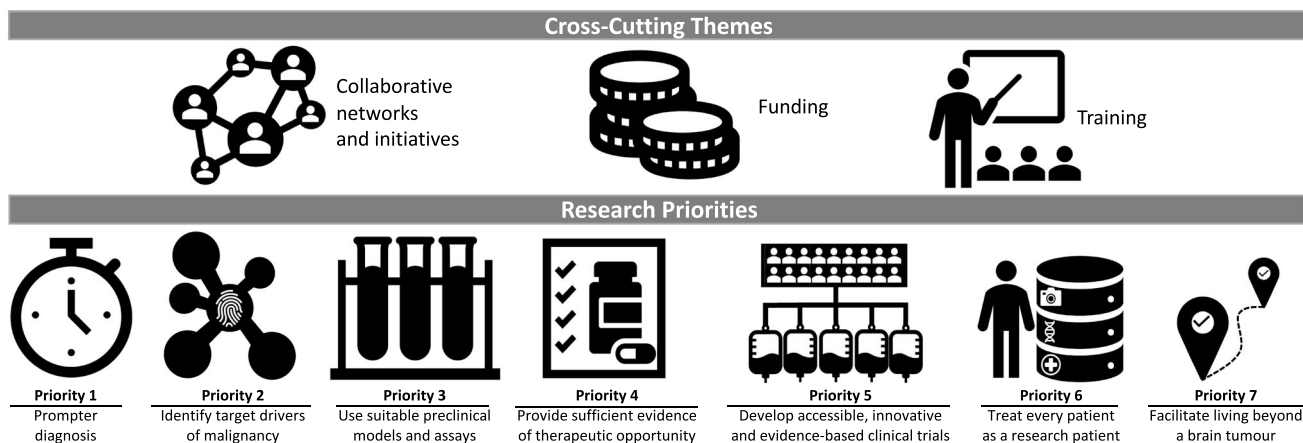 Cross-Cutting Themes
Collaborative
networks
and initiatives
Funding
Training
Research Priorities
Priority 1
Prompter
diagnosis
Priority 2
Identify target drivers
of malignancy
Priority 3
Use suitable preclinical
models and assays
Priority 4
Provide sufficient evidence
of therapeutic opportunity
Priority 5
Develop accessible, innovative
and evidence-based clinical trials
Priority 6
Treat every patient
as a research patient
Priority 7
Facilitate living beyond
a brain tumour